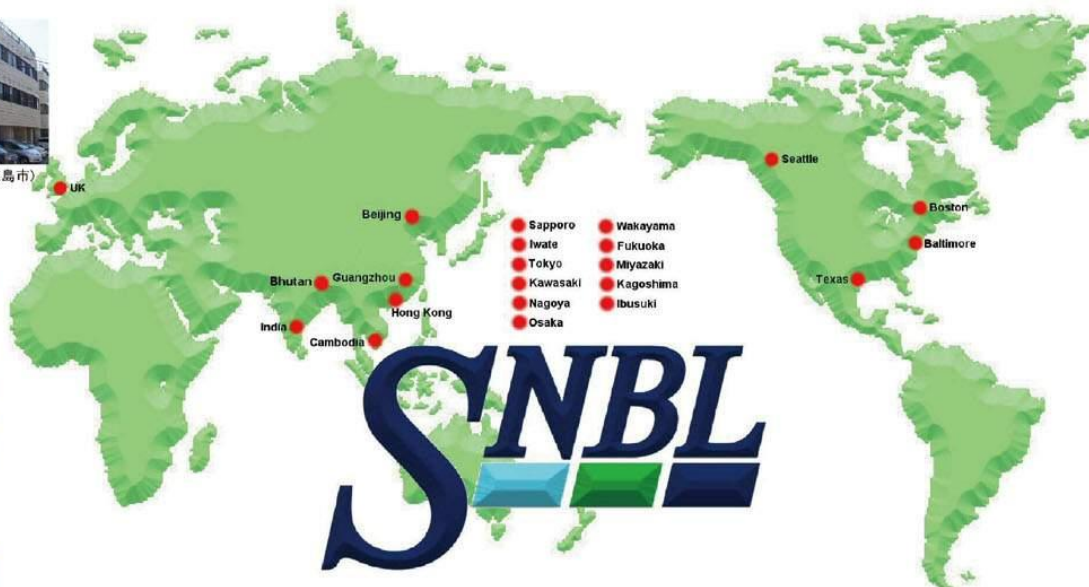 島市)
UK
Beijing
Bhutan
Guangzhou
Hong Kong
India
Cambodia
Sapporo
Iwate
Tokyo
Kawasaki
Nagoya
Osaka
Wakayama
Fukuoka
Miyazaki
Kagoshima
Ibusuki
Seattle
Boston
Baltimore
Texas
SNBL